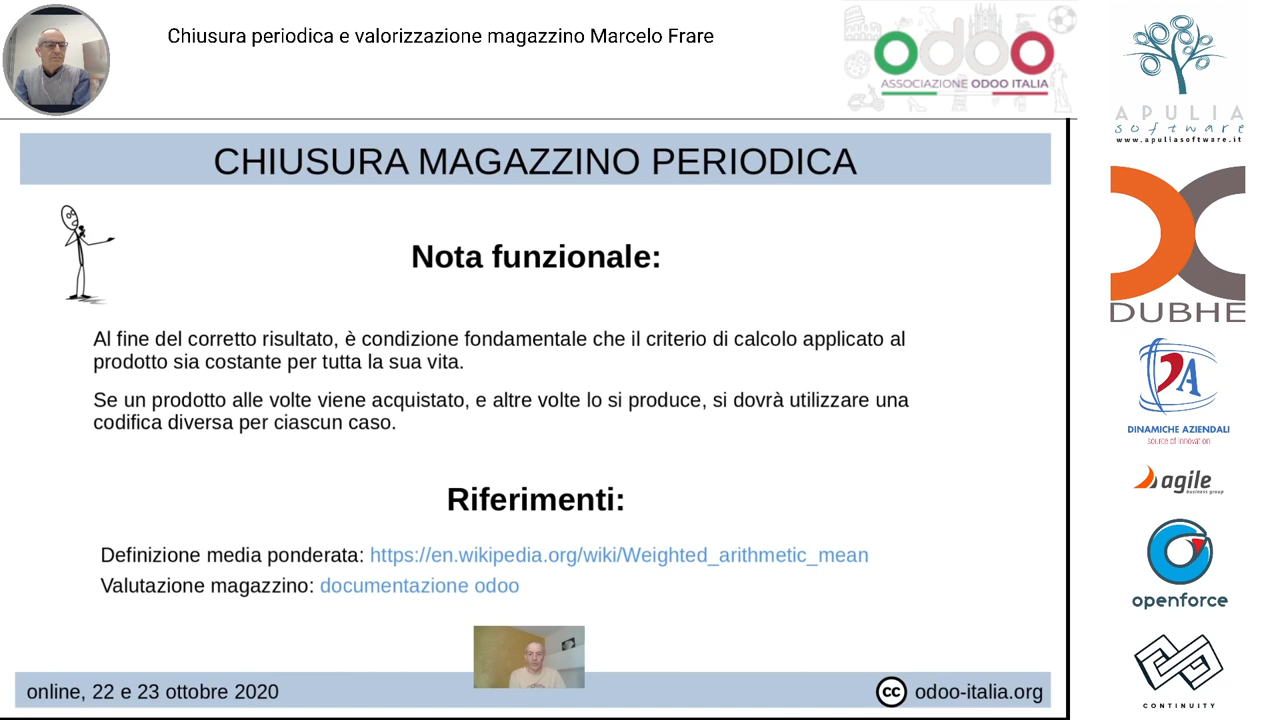 Chiusura periodica e valorizzazione magazzino Marcelo Frare
odoo
ASSOCIAZIONE ODOO ITALIA
APULIA
software
www.apuliasoftware.it
CHIUSURA MAGAZZINO PERIODICA
Nota funzionale:
Al fine del corretto risultato, è condizione fondamentale che il criterio di calcolo applicato al
prodotto sia costante per tutta la sua vita.
Se un prodotto alle volte viene acquistato, e altre volte lo si produce, si dovrà utilizzare una
codifica diversa per ciascun caso.
Riferimenti:
Definizione media ponderata: https://en.wikipedia.org/wiki/Weighted_arithmetic_mean
Valutazione magazzino: documentazione odoo
online, 22 e 23 ottobre 2020
cc odoo-italia.org
DUBHE
DA
DINAMICHE AZIENDALI
source of innovation
agile
business group
openforce
CONTINUITY